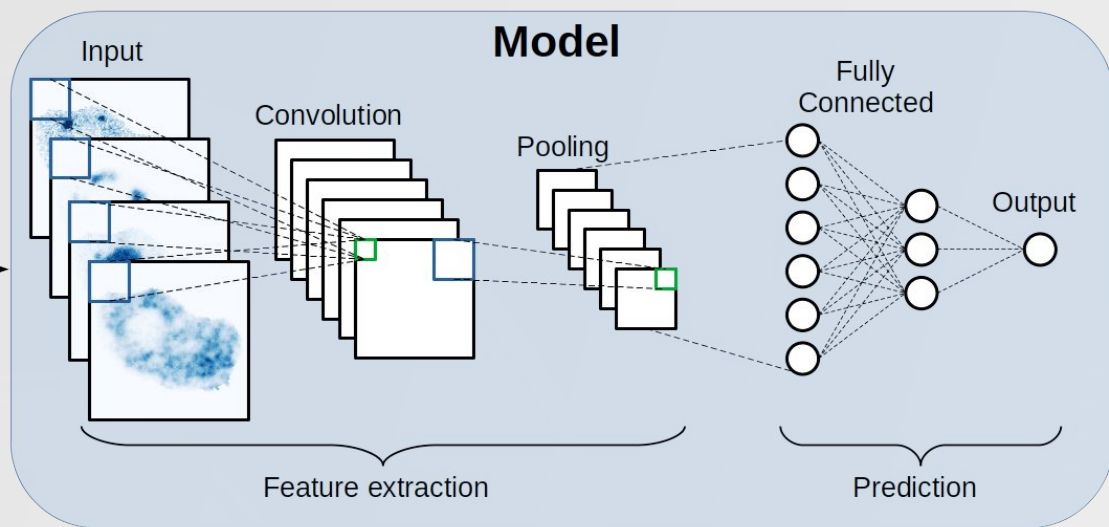 Model
Input
Convolution
Pooling
Fully
Connected
Output
Feature extraction
Prediction